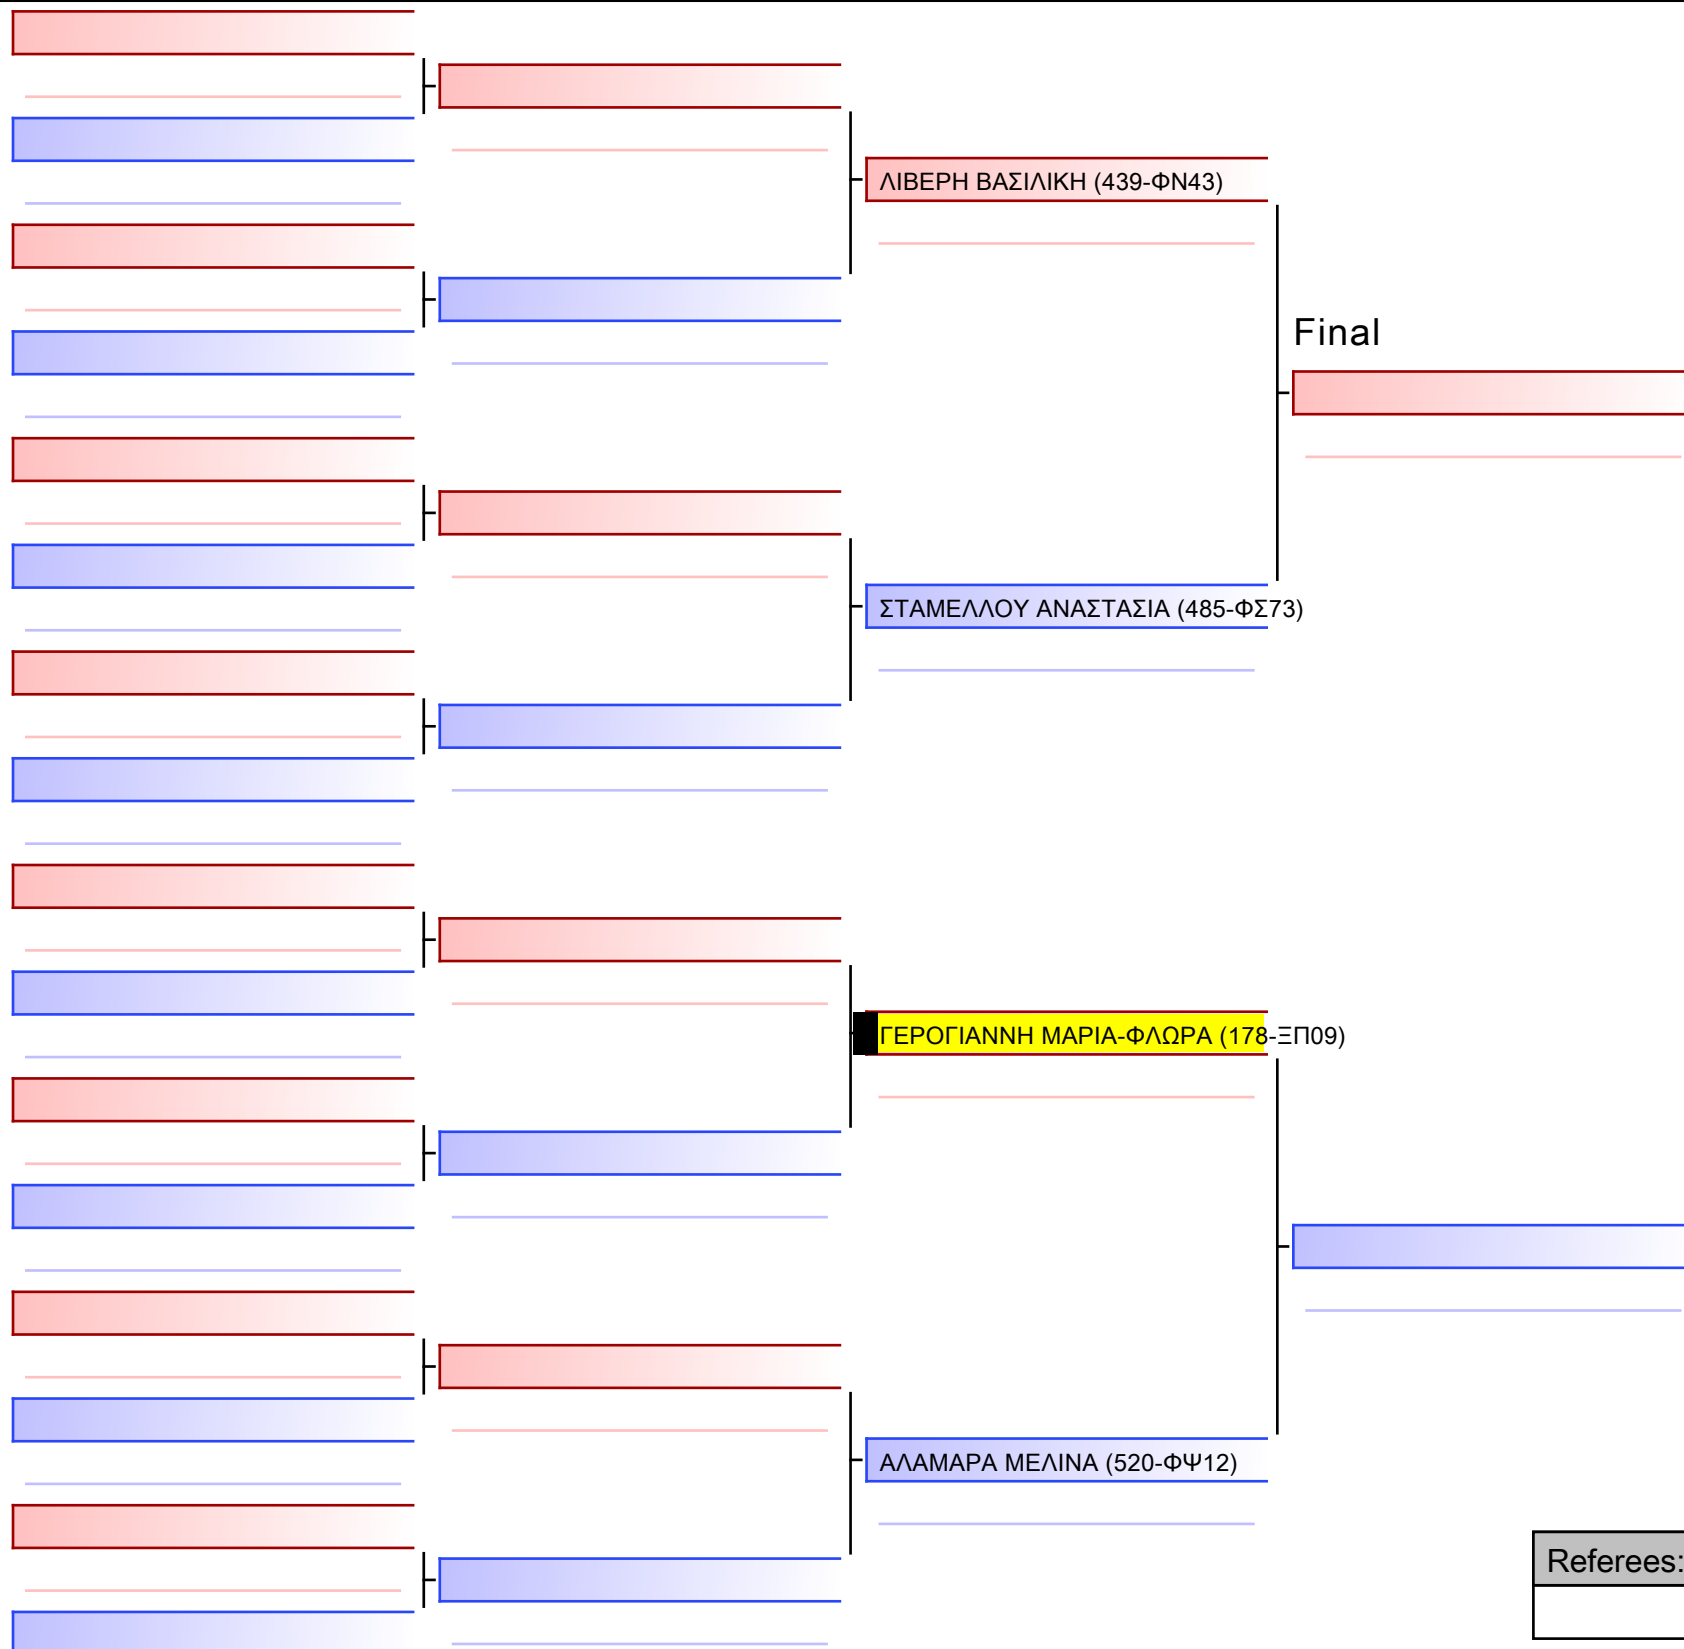 ΛΙΒΕΡΗ ΒΑΣΙΛΙΚΗ (439-ΦΝ43)
Final
ΣΤΑΜΕΛΛΟΥ ΑΝΑΣΤΑΣΙΑ (485-ΦΣ73)
ΓΕΡΟΓΙΑΝΝΗ ΜΑΡΙΑ-ΦΛΩΡΑ (178-ΞΠ09)
ΑΛΑΜΑΡΑ ΜΕΛΙΝΑ (520-ΦΨ12)
Referees: